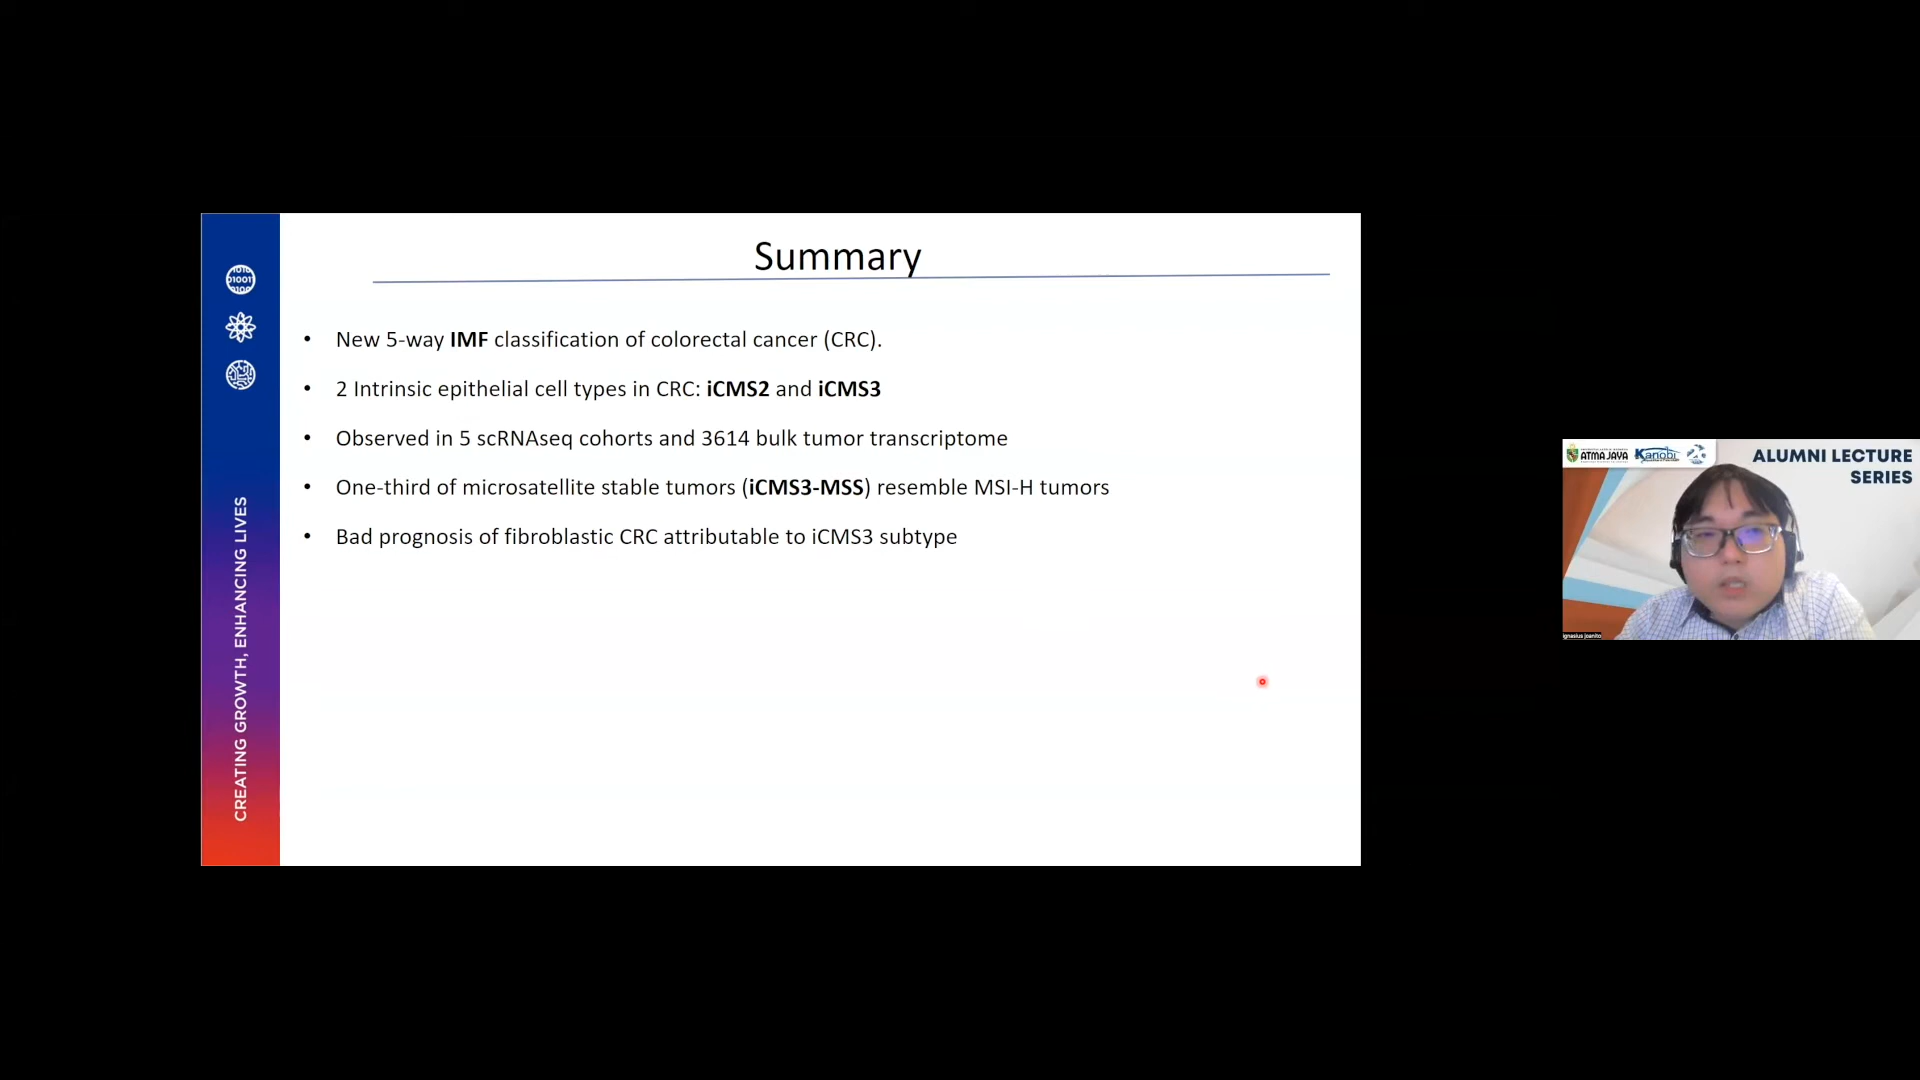 Summary
• New 5-way IMF classification of colorectal cancer (CRC).
• 2 Intrinsic epithelial cell types in CRC: iCMS2 and iCMS3
• Observed in 5 scRNAseq cohorts and 3614 bulk tumor transcriptome
• One-third of microsatellite stable tumors (iCMS3-MSS) resemble MSI-H tumors
• Bad prognosis of fibroblastic CRC attributable to iCMS3 subtype
CREATING GROWTH, ENHANCING LIVES
ATMA JAYA
Kanobi
ALUMNI LECTURE
SERIES
ignasius joanito